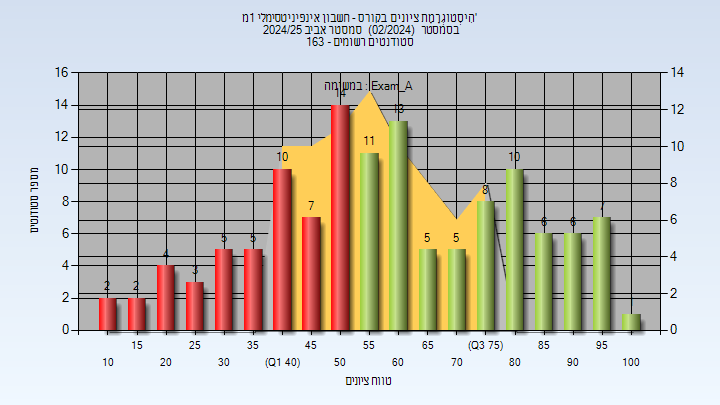 היסטוגרמת ציונים בקורס - חשבון אינפיניטסימלי 1מ'
בסמסטר (02/2024) סמסטר אביב 2024/25
סטודנטים רשומים - 163
במשימה : Exam_A
מספר סטודנטים
16 14 12 10 8 6 4 2 0
14 12 10 8 6 4 2 0
2 2 4 3 5 5 10 7 14 11 13 5 5 8 10 6 6 7
15 25 35 45 55 65 (Q3 75) 85 95
10 20 30 (Q1 40) 50 60 70 80 90 100
טווח ציונים